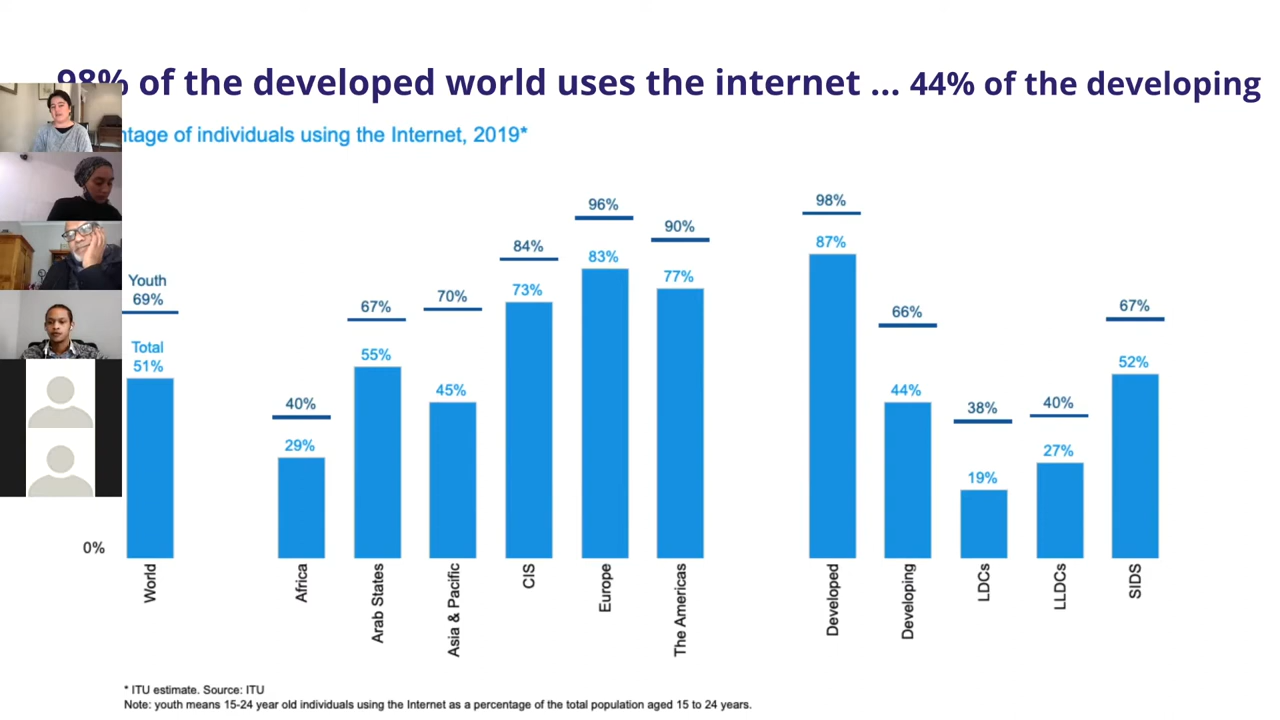 98% of the developed world uses the internet ... 44% of the developing
ntage of individuals using the Internet, 2019*
Youth
69%
Total
51%
40%
29%
67%
55%
70%
45%
84%
73%
96%
83%
90%
77%
98%
87%
66%
44%
38%
19%
40%
27%
67%
52%
0%
World
Africa
Arab States
Asia & Pacific
CIS
Europe
The Americas
Developed
Developing
LDCs
LLDCs
SIDS
* ITU estimate. Source: ITU
Note: youth means 15-24 year old individuals using the Internet as a percentage of the total population aged 15 to 24 years.